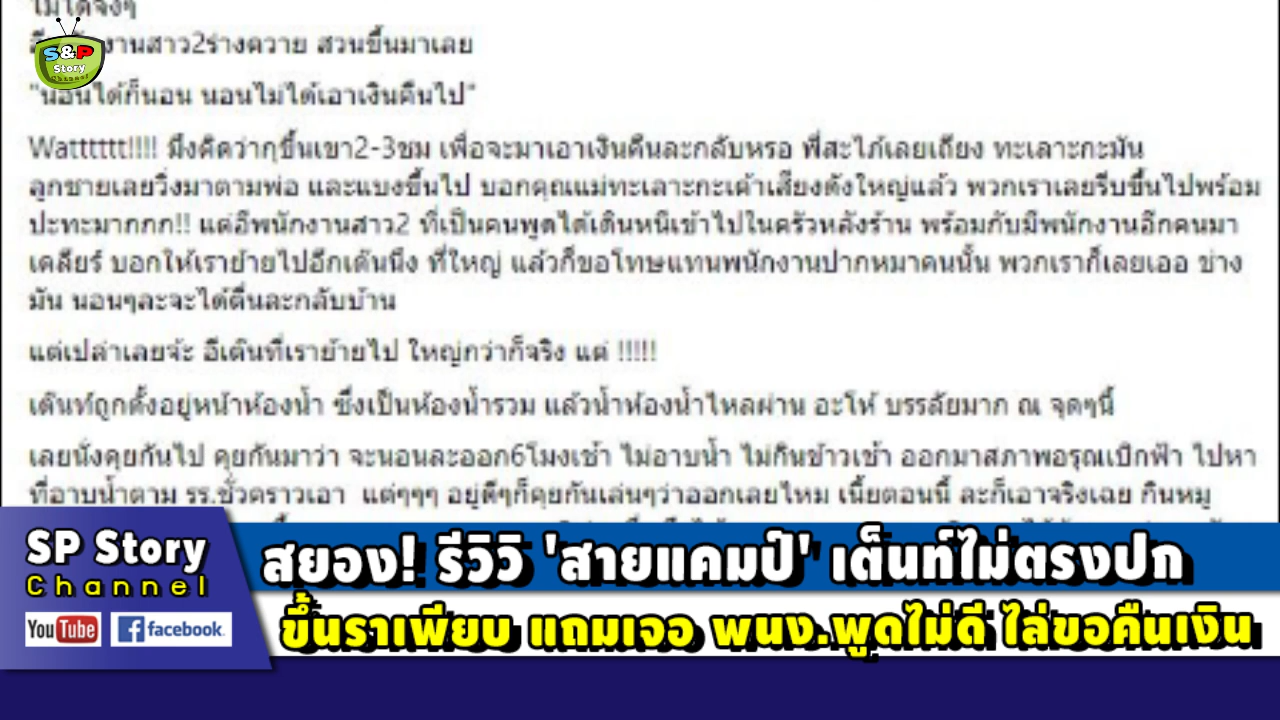 ไม่ได้จริงๆ
งานสาว2ร่างควาย สวนขึ้นมาเลย
"นอนได้ก็นอน นอนไม่ได้เอาเงินคืนไป"
Watttttt!!!! มึงคิดว่ากุขึ้นเขา2-3ชม เพื่อจะมาเอาเงินคืนละกลับหรอ พี่สะไภ้เลยเถียง ทะเลาะกะมัน
ลูกชายเลยวิ่งมาตามพ่อ และแบงขึ้นไป บอกคุณแม่ทะเลาะกะเค้าเสียงดังใหญ่แล้ว พวกเราเลยรีบขึ้นไปพร้อม
ปะทะมากกก!! แต่อีพนักงานสาว2 ที่เป็นคนพูดได้เดินหนีเข้าไปในครัวหลังร้าน พร้อมกับมีพนักงานอีกคนมา
เคลียร์ บอกให้เราย้ายไปอีกเต๊นนึง ที่ใหญ่ แล้วก็ขอโทษแทนพนักงานปากหมาคนนั้น พวกเราก็เลยเออ ช่าง
มัน นอนๆละจะได้ตื่นละกลับบ้าน
แต่เปล่าเลยจ้ะ อีเต๊นที่เราย้ายไป ใหญ่กว่าก็จริง แต่ !!!!!
เต๊นท์ถูกตั้งอยู่หน้าห้องน้ำ ซึ่งเป็นห้องน้ำรวม แล้วน้ำห้องน้ำไหลผ่าน อะโห้ บรรลัยมาก ณ จุดๆนี้
เลยนั่งคุยกันไป คุยกันมาว่า จะนอนละออก6โมงเช้า ไม่อาบน้ำ ไม่กินข้าวเช้า ออกมาสภาพอรุณเบิกฟ้า ไปหา
ที่อาบน้ำตาม รร.ชั่วคราวเอา แต่ๆๆๆ อยู่ดีๆก็คุยกันเล่นๆว่าออกเลยไหม เนี้ยตอนนี้ ละก็เอาจริงเฉย กินหมู
S&P
Story
Channel
SP Story
Channel
YouTube
facebook.
สยอง! รีวิว 'สายแคมป์' เต็นท์ไม่ตรงปก
ขึ้นราเพียบ แถมเจอ พนง.พูดไม่ดี ไล่ขอคืนเงิน